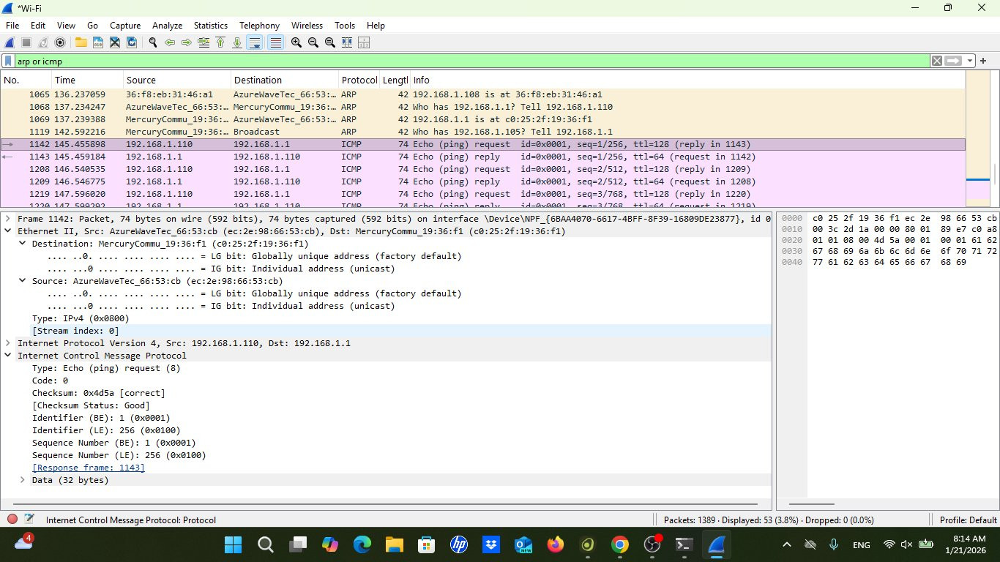 *Wi-Fi
File Edit View Go Capture Analyze Statistics Telephony Wireless Tools Help
arp or icmp
No. Time Source Destination Protocol Lengtl Info
1065 136.237059 36:f8:eb:31:46:a1 AzureWaveTec_66:53:… ARP 42 192.168.1.108 is at 36:f8:eb:31:46:a1
1068 137.234247 AzureWaveTec_66:53:… MercuryCommu_19:36:… ARP 42 Who has 192.168.1.1? Tell 192.168.1.110
1069 137.239388 MercuryCommu_19:36:… AzureWaveTec_66:53:… ARP 42 192.168.1.1 is at c0:25:2f:19:36:f1
1119 142.592216 MercuryCommu_19:36:… Broadcast ARP 42 Who has 192.168.1.105? Tell 192.168.1.1
1142 145.455898 192.168.1.110 192.168.1.1 ICMP 74 Echo (ping) request id=0x0001, seq=1/256, ttl=128 (reply in 1143)
1143 145.459184 192.168.1.1 192.168.1.110 ICMP 74 Echo (ping) reply id=0x0001, seq=1/256, ttl=64 (request in 1142)
1208 146.540535 192.168.1.110 192.168.1.1 ICMP 74 Echo (ping) request id=0x0001, seq=2/512, ttl=128 (reply in 1209)
1209 146.546775 192.168.1.1 192.168.1.110 ICMP 74 Echo (ping) reply id=0x0001, seq=2/512, ttl=64 (request in 1208)
1219 147.596020 192.168.1.110 192.168.1.1 ICMP 74 Echo (ping) request id=0x0001, seq=3/768, ttl=128 (reply in 1220)
1220 147.599292 192.168.1.1 192.168.1.110 ICMP 74 Echo (ping) reply id=0x0001, seq=3/768, ttl=64 (request in 1219)
Frame 1142: Packet, 74 bytes on wire (592 bits), 74 bytes captured (592 bits) on interface \Device\NPF_{6BAA4070-6617-4BFF-8F39-16809DE23877}, id 0
Ethernet II, Src: AzureWaveTec_66:53:cb (ec:2e:98:66:53:cb), Dst: MercuryCommu_19:36:f1 (c0:25:2f:19:36:f1)
Destination: MercuryCommu_19:36:f1 (c0:25:2f:19:36:f1)
.... ..0. .... .... .... .... = LG bit: Globally unique address (factory default)
.... ...0 .... .... .... .... = IG bit: Individual address (unicast)
Source: AzureWaveTec_66:53:cb (ec:2e:98:66:53:cb)
.... ..0. .... .... .... .... = LG bit: Globally unique address (factory default)
.... ...0 .... .... .... .... = IG bit: Individual address (unicast)
Type: IPv4 (0x0800)
[Stream index: 0]
Internet Protocol Version 4, Src: 192.168.1.110, Dst: 192.168.1.1
Internet Control Message Protocol
Type: Echo (ping) request (8)
Code: 0
Checksum: 0x4d5a [correct]
[Checksum Status: Good]
Identifier (BE): 1 (0x0001)
Identifier (LE): 256 (0x0100)
Sequence Number (BE): 1 (0x0001)
Sequence Number (LE): 256 (0x0100)
[Response frame: 1143]
Data (32 bytes)
0000 c0 25 2f 19 36 f1 ec 2e 98 66 53 cb
0010 00 3c 2d 1a 00 00 80 01 89 e7 c0 a8
0020 01 01 08 00 4d 5a 00 01 00 01 61 62
0030 67 68 69 6a 6b 6c 6d 6e 6f 70 71 72
0040 77 61 62 63 64 65 66 67 68 69
Internet Control Message Protocol: Protocol
Packets: 1389 · Displayed: 53 (3.8%) · Dropped: 0 (0.0%)
Profile: Default
4
NEW
ENG
8:14 AM
1/21/2026